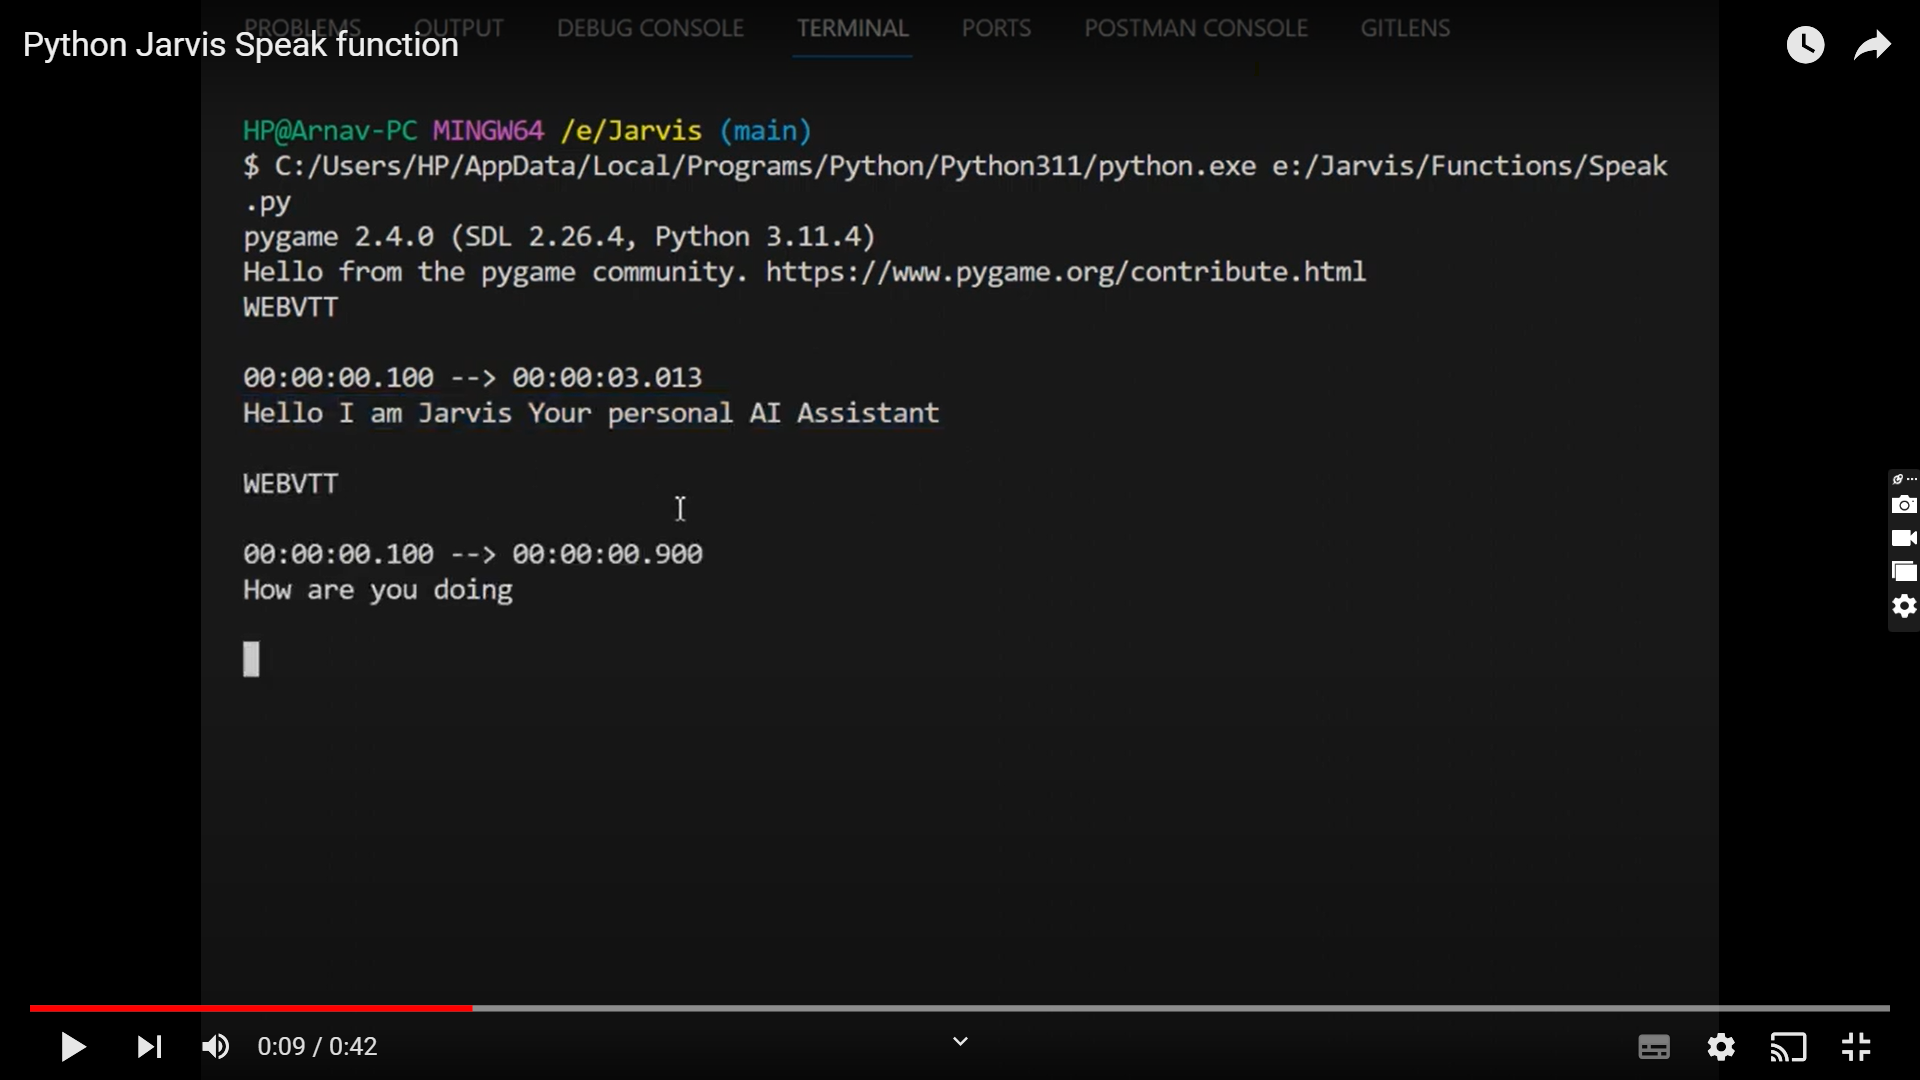 PROBLEMS OUTPUT DEBUG CONSOLE TERMINAL PORTS POSTMAN CONSOLE GITLENS
Python Jarvis Speak function
HP@Arnav-PC MINGW64 /e/Jarvis (main)
$ C:/Users/HP/AppData/Local/Programs/Python/Python311/python.exe e:/Jarvis/Functions/Speak
.py
pygame 2.4.0 (SDL 2.26.4, Python 3.11.4)
Hello from the pygame community. https://www.pygame.org/contribute.html
WEBVTT
00:00:00.100 --> 00:00:03.013
Hello I am Jarvis Your personal AI Assistant
WEBVTT
00:00:00.100 --> 00:00:00.900
How are you doing
0:09 / 0:42